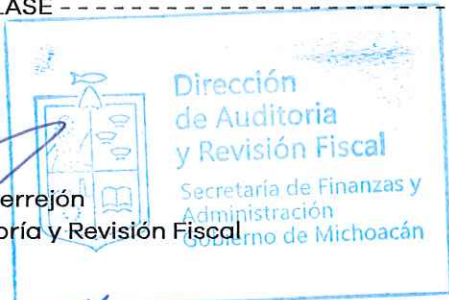 LASE - - - - - - - - - - - - - - - - - - - - - - - - - -
Dirección
de Auditoria
y Revisión Fiscal
Secretaría de Finanzas y
Administración
Gobierno de Michoacán
errejón
oría y Revisión Fiscal